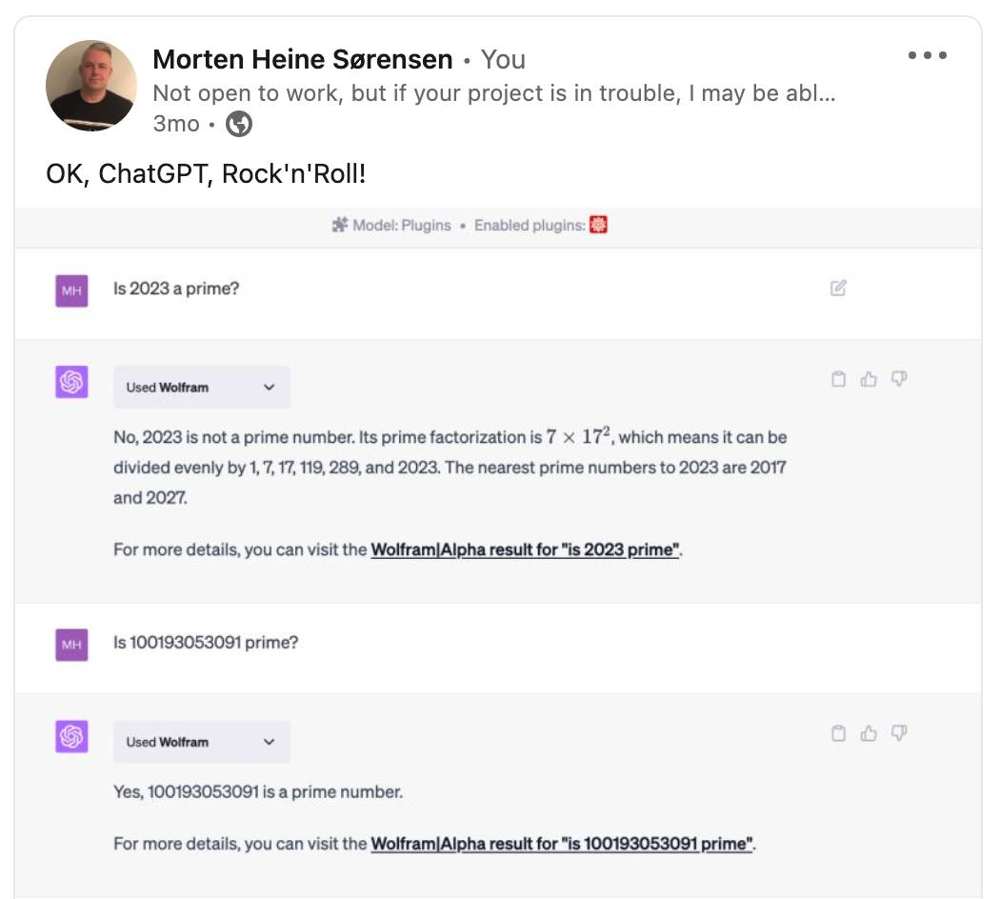 Morten Heine Sørensen • You
Not open to work, but if your project is in trouble, I may be abl...
3mo •
OK, ChatGPT, Rock'n'Roll!
Model: Plugins • Enabled plugins:
MH Is 2023 a prime?
Used Wolfram
No, 2023 is not a prime number. Its prime factorization is 7 × 17², which means it can be
divided evenly by 1, 7, 17, 119, 289, and 2023. The nearest prime numbers to 2023 are 2017
and 2027.
For more details, you can visit the Wolfram|Alpha result for "is 2023 prime".
MH Is 100193053091 prime?
Used Wolfram
Yes, 100193053091 is a prime number.
For more details, you can visit the Wolfram|Alpha result for "is 100193053091 prime".